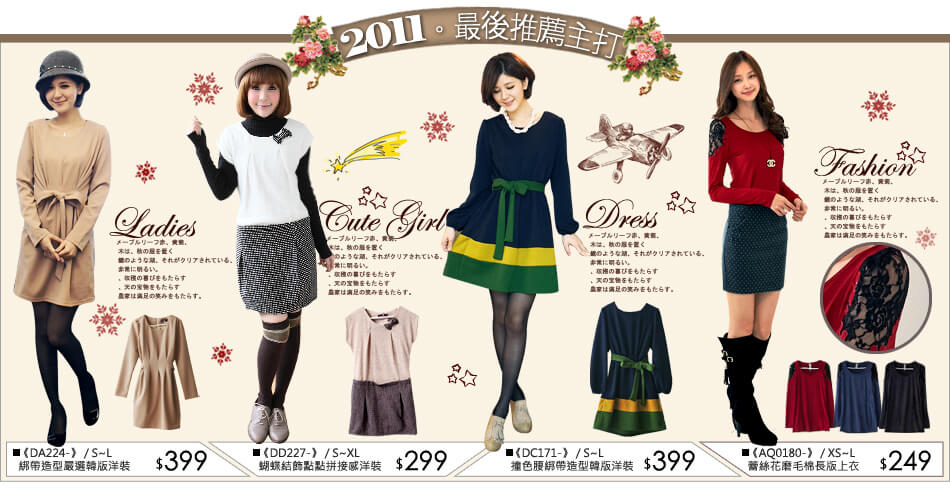 2011。最後推薦主打
Ladies
メープルリーフ赤、黄菊、
木は、秋の服を置く
鏡のような湖、それがクリアされている、
非常に明るい。
、収穫の喜びをもたらす
、天の宝物をもたらす
皇家は満足の笑みをもたらす。
Cute Girl
メープルリーフ赤、黄菊、
木は、秋の服を置く
鏡のような湖、それがクリアされている、
非常に明るい。
、収穫の喜びをもたらす
、天の宝物をもたらす
皇家は満足の笑みをもたらす。
Dress
メープルリーフ赤、黄菊、
木は、秋の服を置く
鏡のような湖、それがクリアされている、
非常に明るい。
、収穫の喜びをもたらす
、天の宝物をもたらす
皇家は満足の笑みをもたらす。
Fashion
メープルリーフ赤、黄菊、
木は、秋の服を置く
鏡のような湖、それがクリアされている、
非常に明るい。
、収穫の喜びをもたらす
、天の宝物をもたらす
皇家は満足の笑みをもたらす。
■《DA224-》 / S~L
綁帶造型嚴選韓版洋裝
$399
■《DD227-》 / S~XL
蝴蝶結飾點點拼接感洋裝
$299
■《DC171-》 / S~L
撞色腰綁帶造型韓版洋裝
$399
■《AQ0180-》 / XS~L
蕾絲花磨毛棉長版上衣
$249